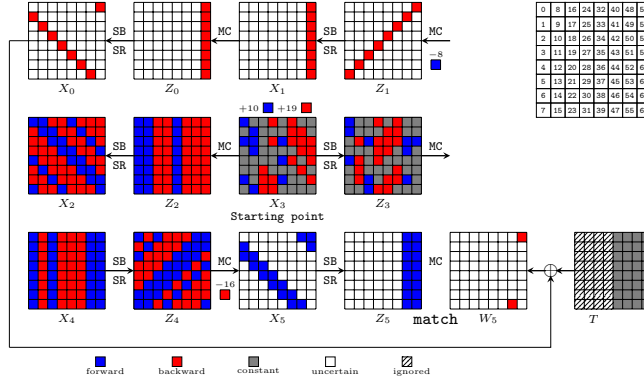 SB MC SB MC
SR SR
−8
X0 Z0 X1 Z1
0 8 16 24 32 40 48
1 9 17 25 33 41 49
2 10 18 26 34 42 50
3 11 19 27 35 43 51
4 12 20 28 36 44 52
5 13 21 29 37 45 53
6 14 22 30 38 46 54
7 15 23 31 39 47 55
+10 +19
SB MC SB MC
SR SR
X2 Z2 X3 Z3
Starting point
SB MC SB MC
SR SR
−16
X4 Z4 X5 Z5 W5 T
match
forward backward constant uncertain ignored